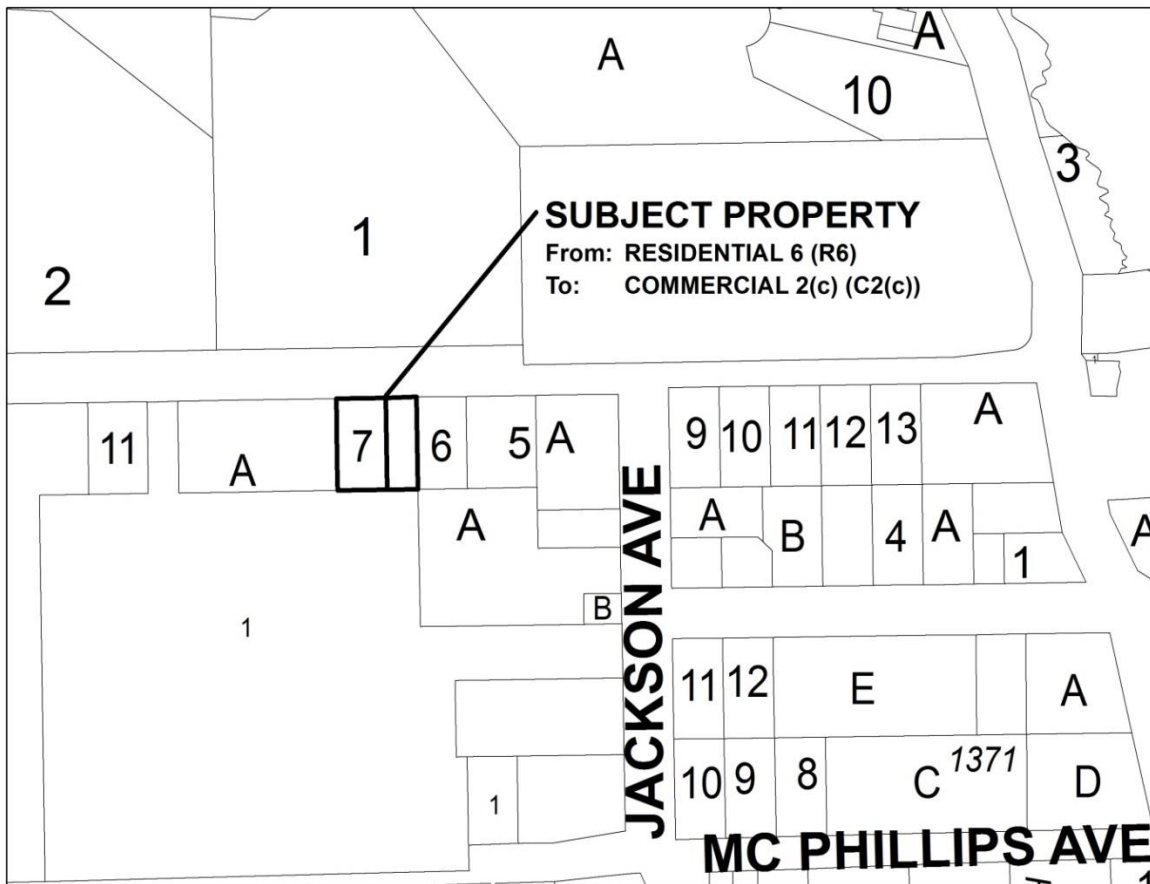 A
A
10
3
SUBJECT PROPERTY
From: RESIDENTIAL 6 (R6)
To: COMMERCIAL 2(c) (C2(c))
1
2
11
A
7
6
5
A
9
10
11
12
13
A
A
A
B
4
A
1
A
B
1
JACKSON AVE
11
12
E
A
10
9
8
C
1371
D
1
MC PHILLIPS AVE